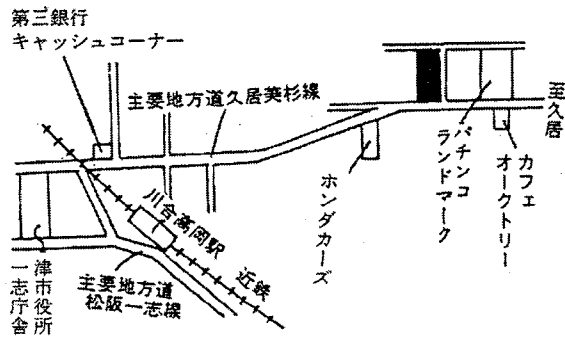 第三銀行
キャッシュコーナー
主要地方道久居美杉線
至久居
カフェ
オークトリー
パチンコ
ランドマーク
ホンダカーズ
川合高岡駅
近鉄
主要地方道
松阪一志線
津市役所
一志庁舎